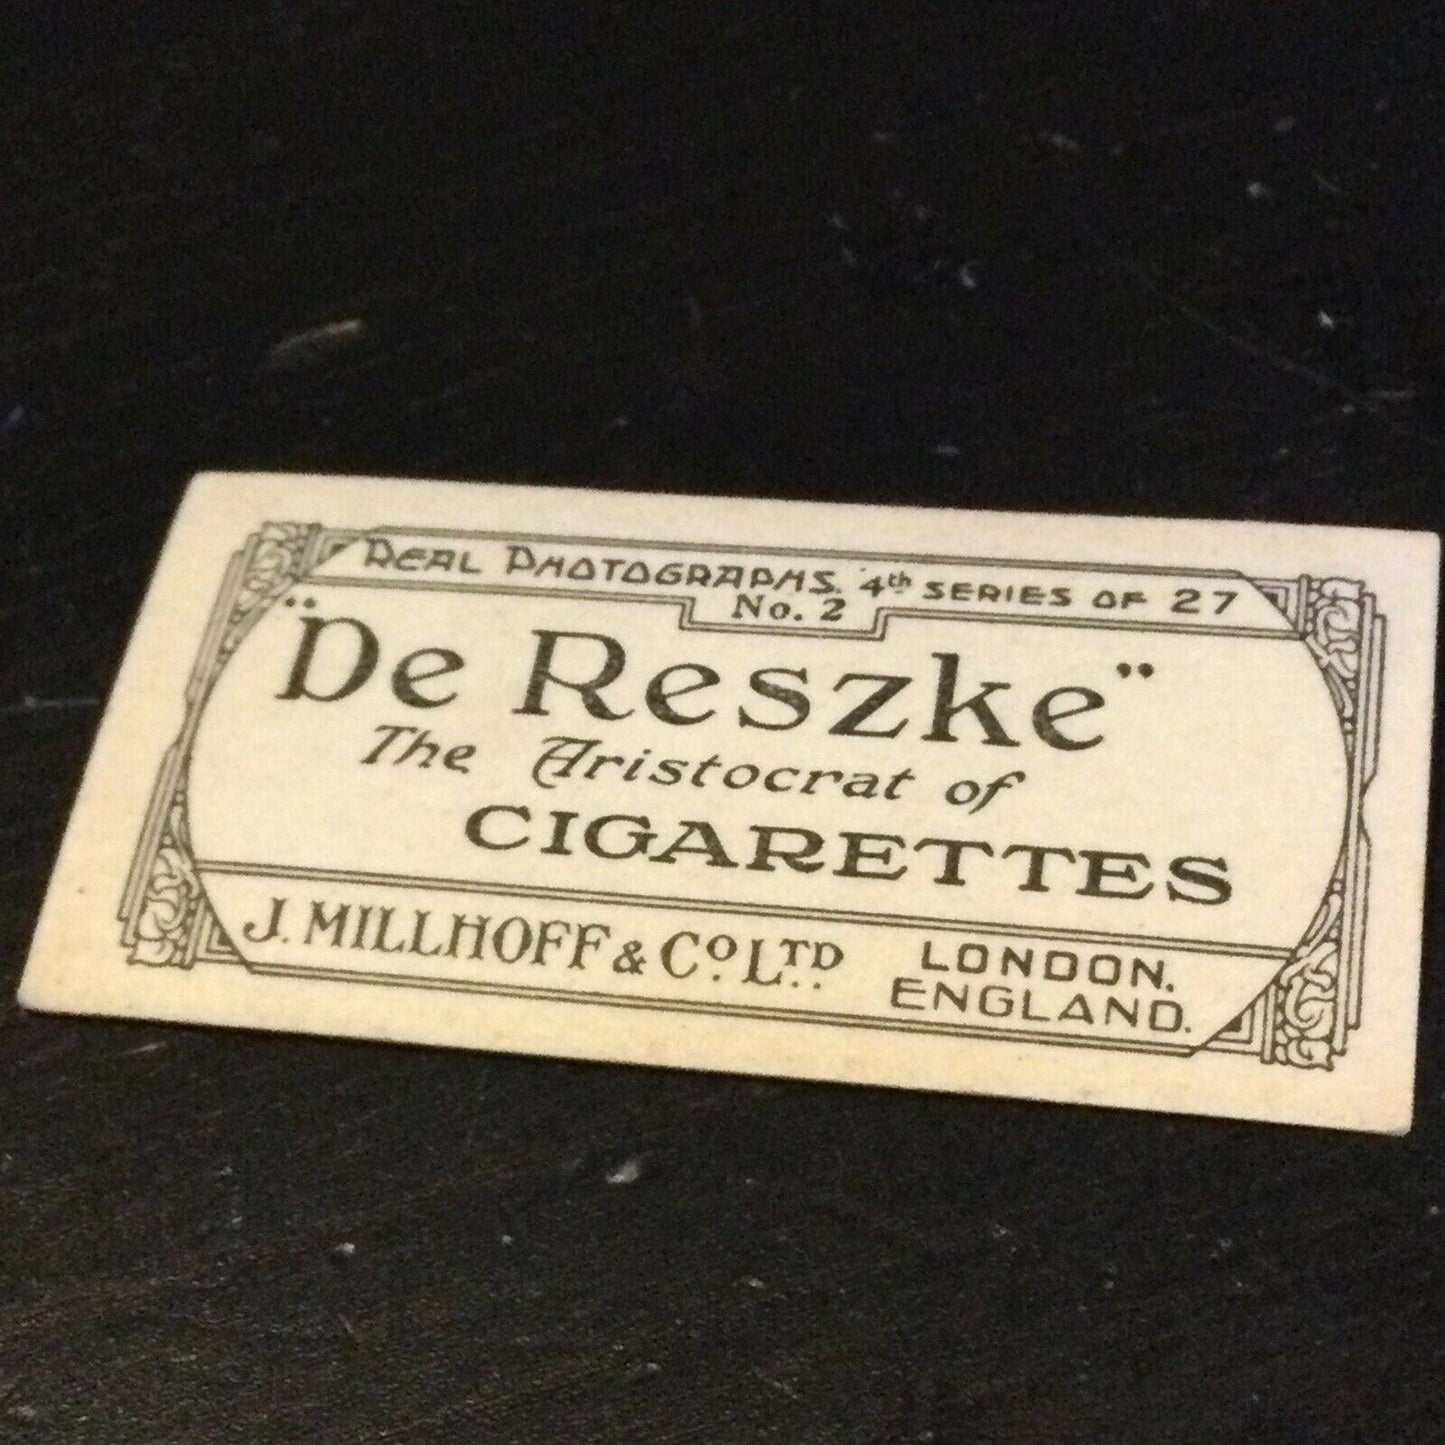 REAL PHOTOGRAPHS. 4th SERIES OF 27
No. 2
"De Reszke"
The Aristocrat of
CIGARETTES
J. MILLHOFF & Co. LTD. LONDON.
ENGLAND.